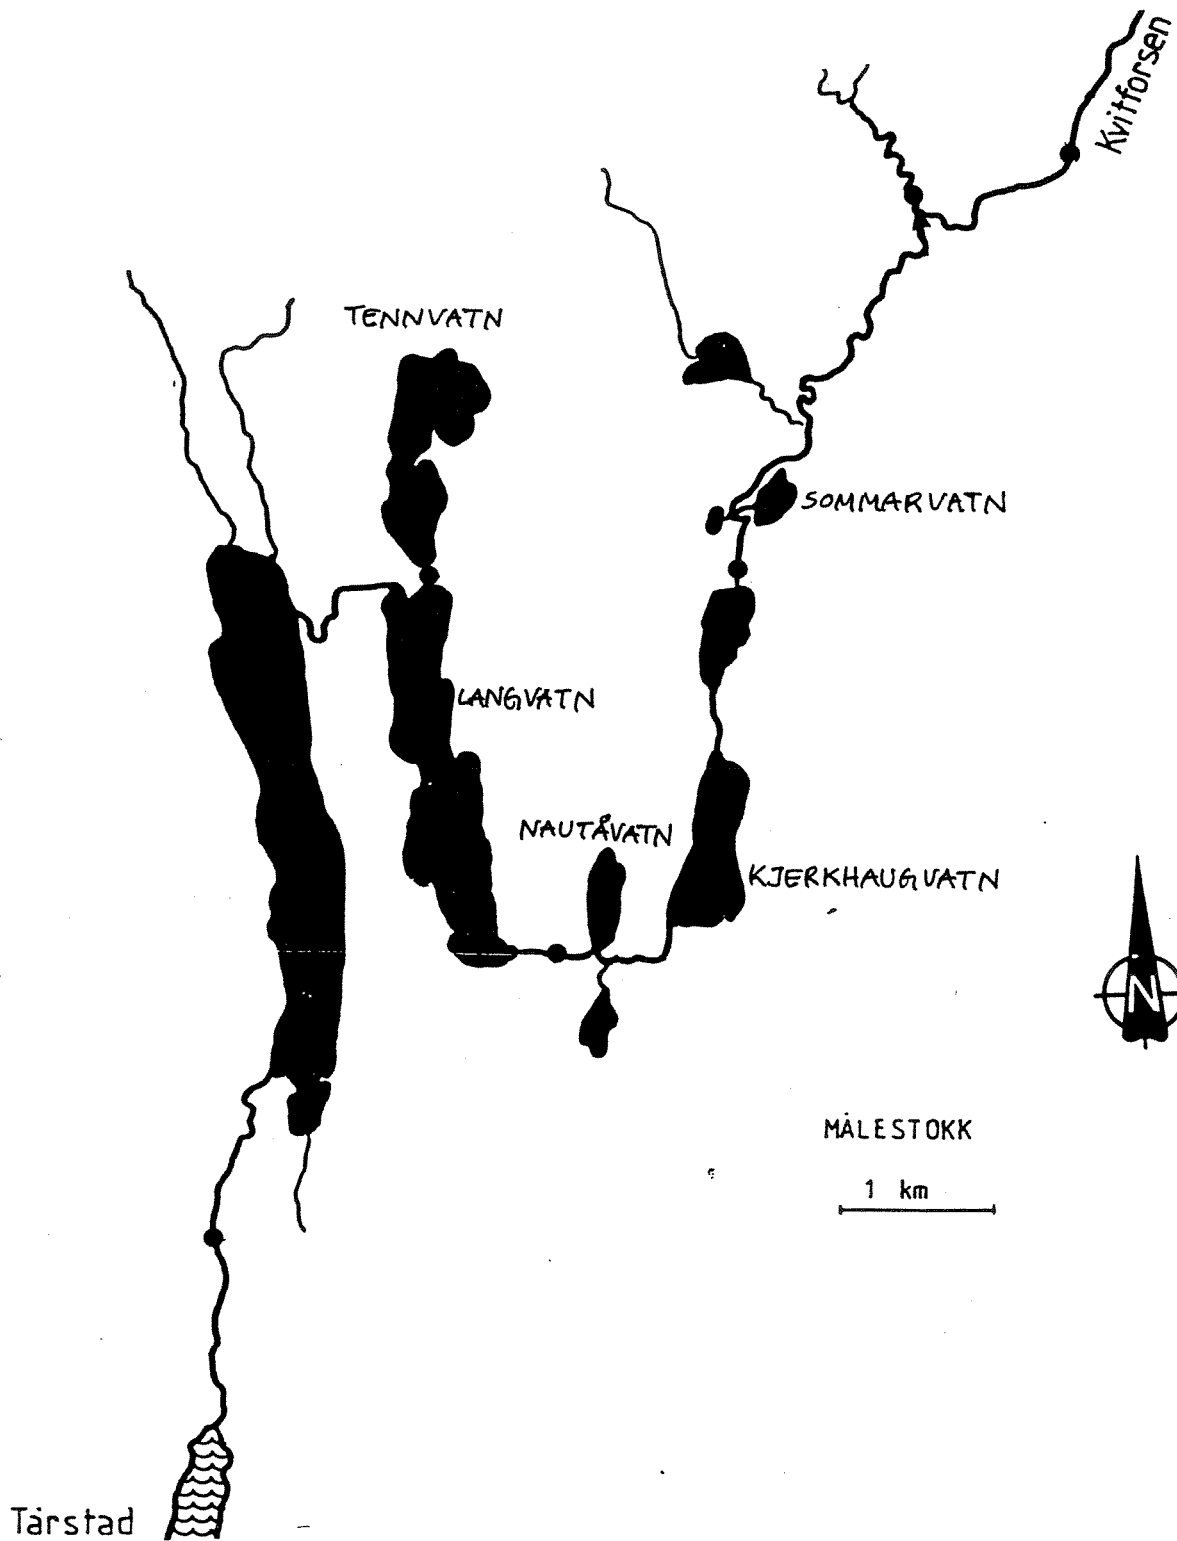 Kvitforsen
TENNVATN
SOMMARVATN
LANGVATN
NAUTÅVATN
KJERKHAUGVATN
N
MÅLESTOKK
1 km
Tårstad